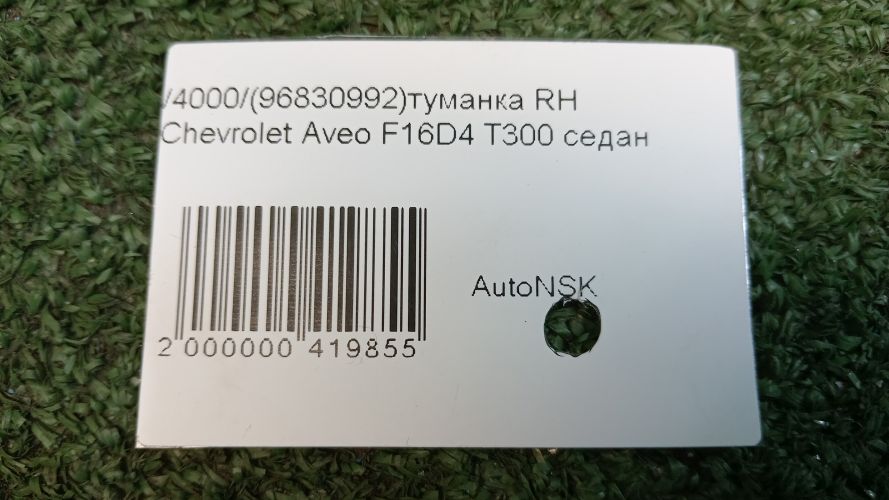 /4000/(96830992)туманка RH
Chevrolet Aveo F16D4 T300 седан
AutoNSK
2 000000 419855